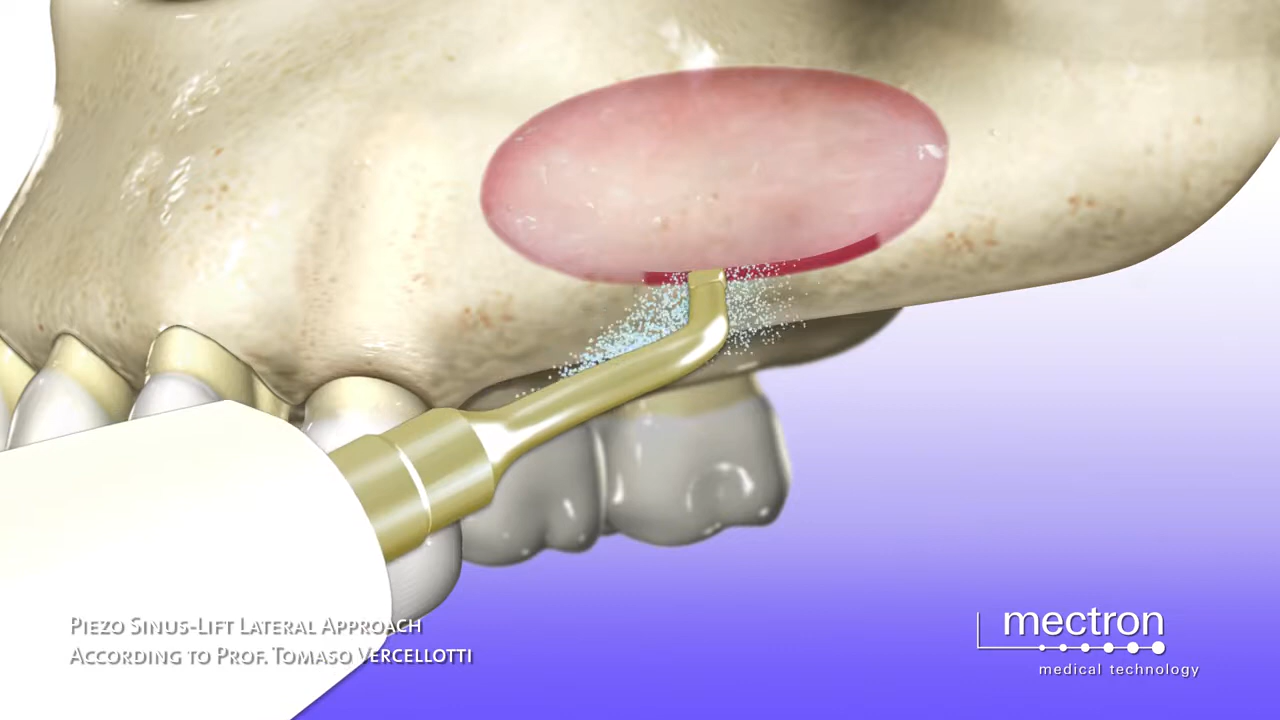 Piezo Sinus-Lift Lateral Approach
According to Prof. Tomaso Vercellotti
mectron
medical technology